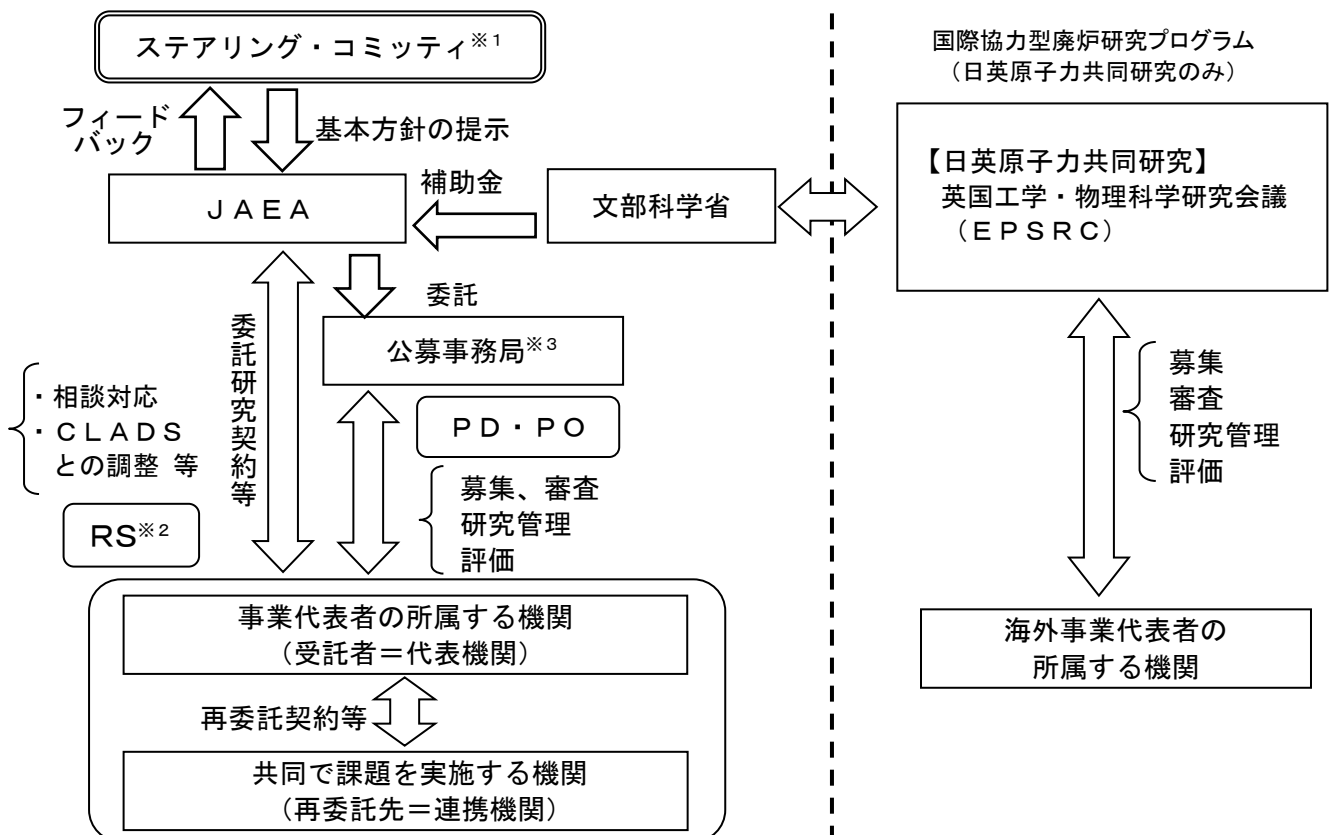 ステアリング・コミッティ※1
フィード
バック
基本方針の提示
JAEA
補助金
文部科学省
委託
公募事務局※3
委託研究契約等
・相談対応
・CLADS
との調整 等
RS※2
PD・PO
募集、審査
研究管理
評価
事業代表者の所属する機関
(受託者=代表機関)
再委託契約等
共同で課題を実施する機関
(再委託先=連携機関)
国際協力型廃炉研究プログラム
(日英原子力共同研究のみ)
【日英原子力共同研究】
英国工学・物理科学研究会議
(EPSRC)
募集
審査
研究管理
評価
海外事業代表者の
所属する機関